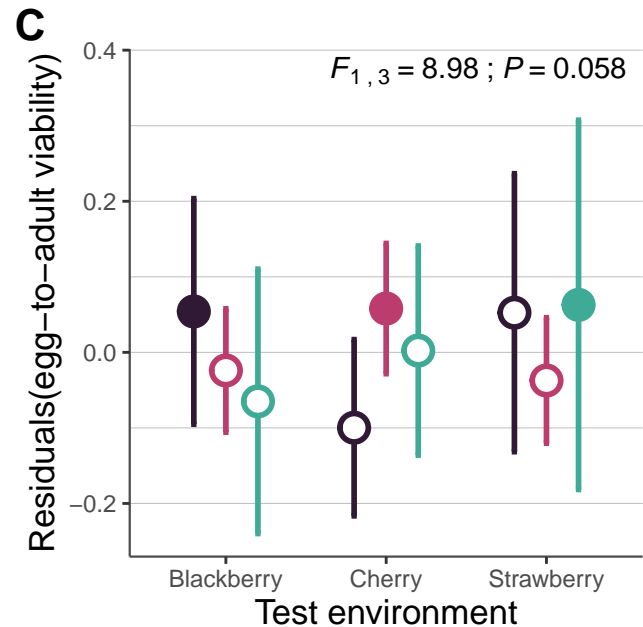 C
F1 , 3 = 8.98 ; P = 0.058
Residuals(egg−to−adult viability)
0.4
0.2
0.0
−0.2
Blackberry Cherry Strawberry
Test environment